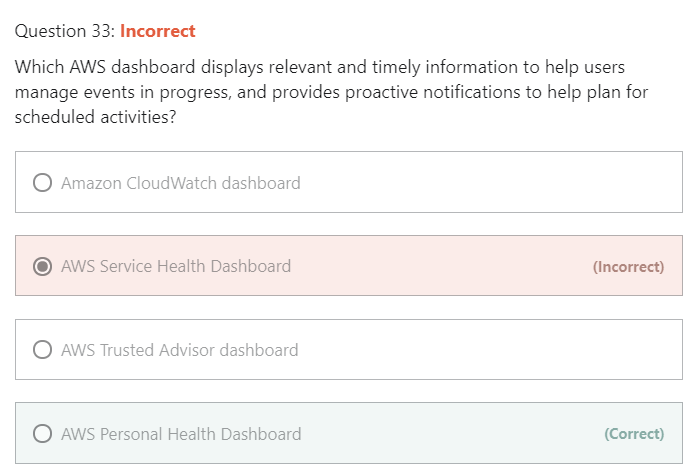 Question 33: Incorrect
Which AWS dashboard displays relevant and timely information to help users
manage events in progress, and provides proactive notifications to help plan for
scheduled activities?
Amazon CloudWatch dashboard
AWS Service Health Dashboard (Incorrect)
AWS Trusted Advisor dashboard
AWS Personal Health Dashboard (Correct)